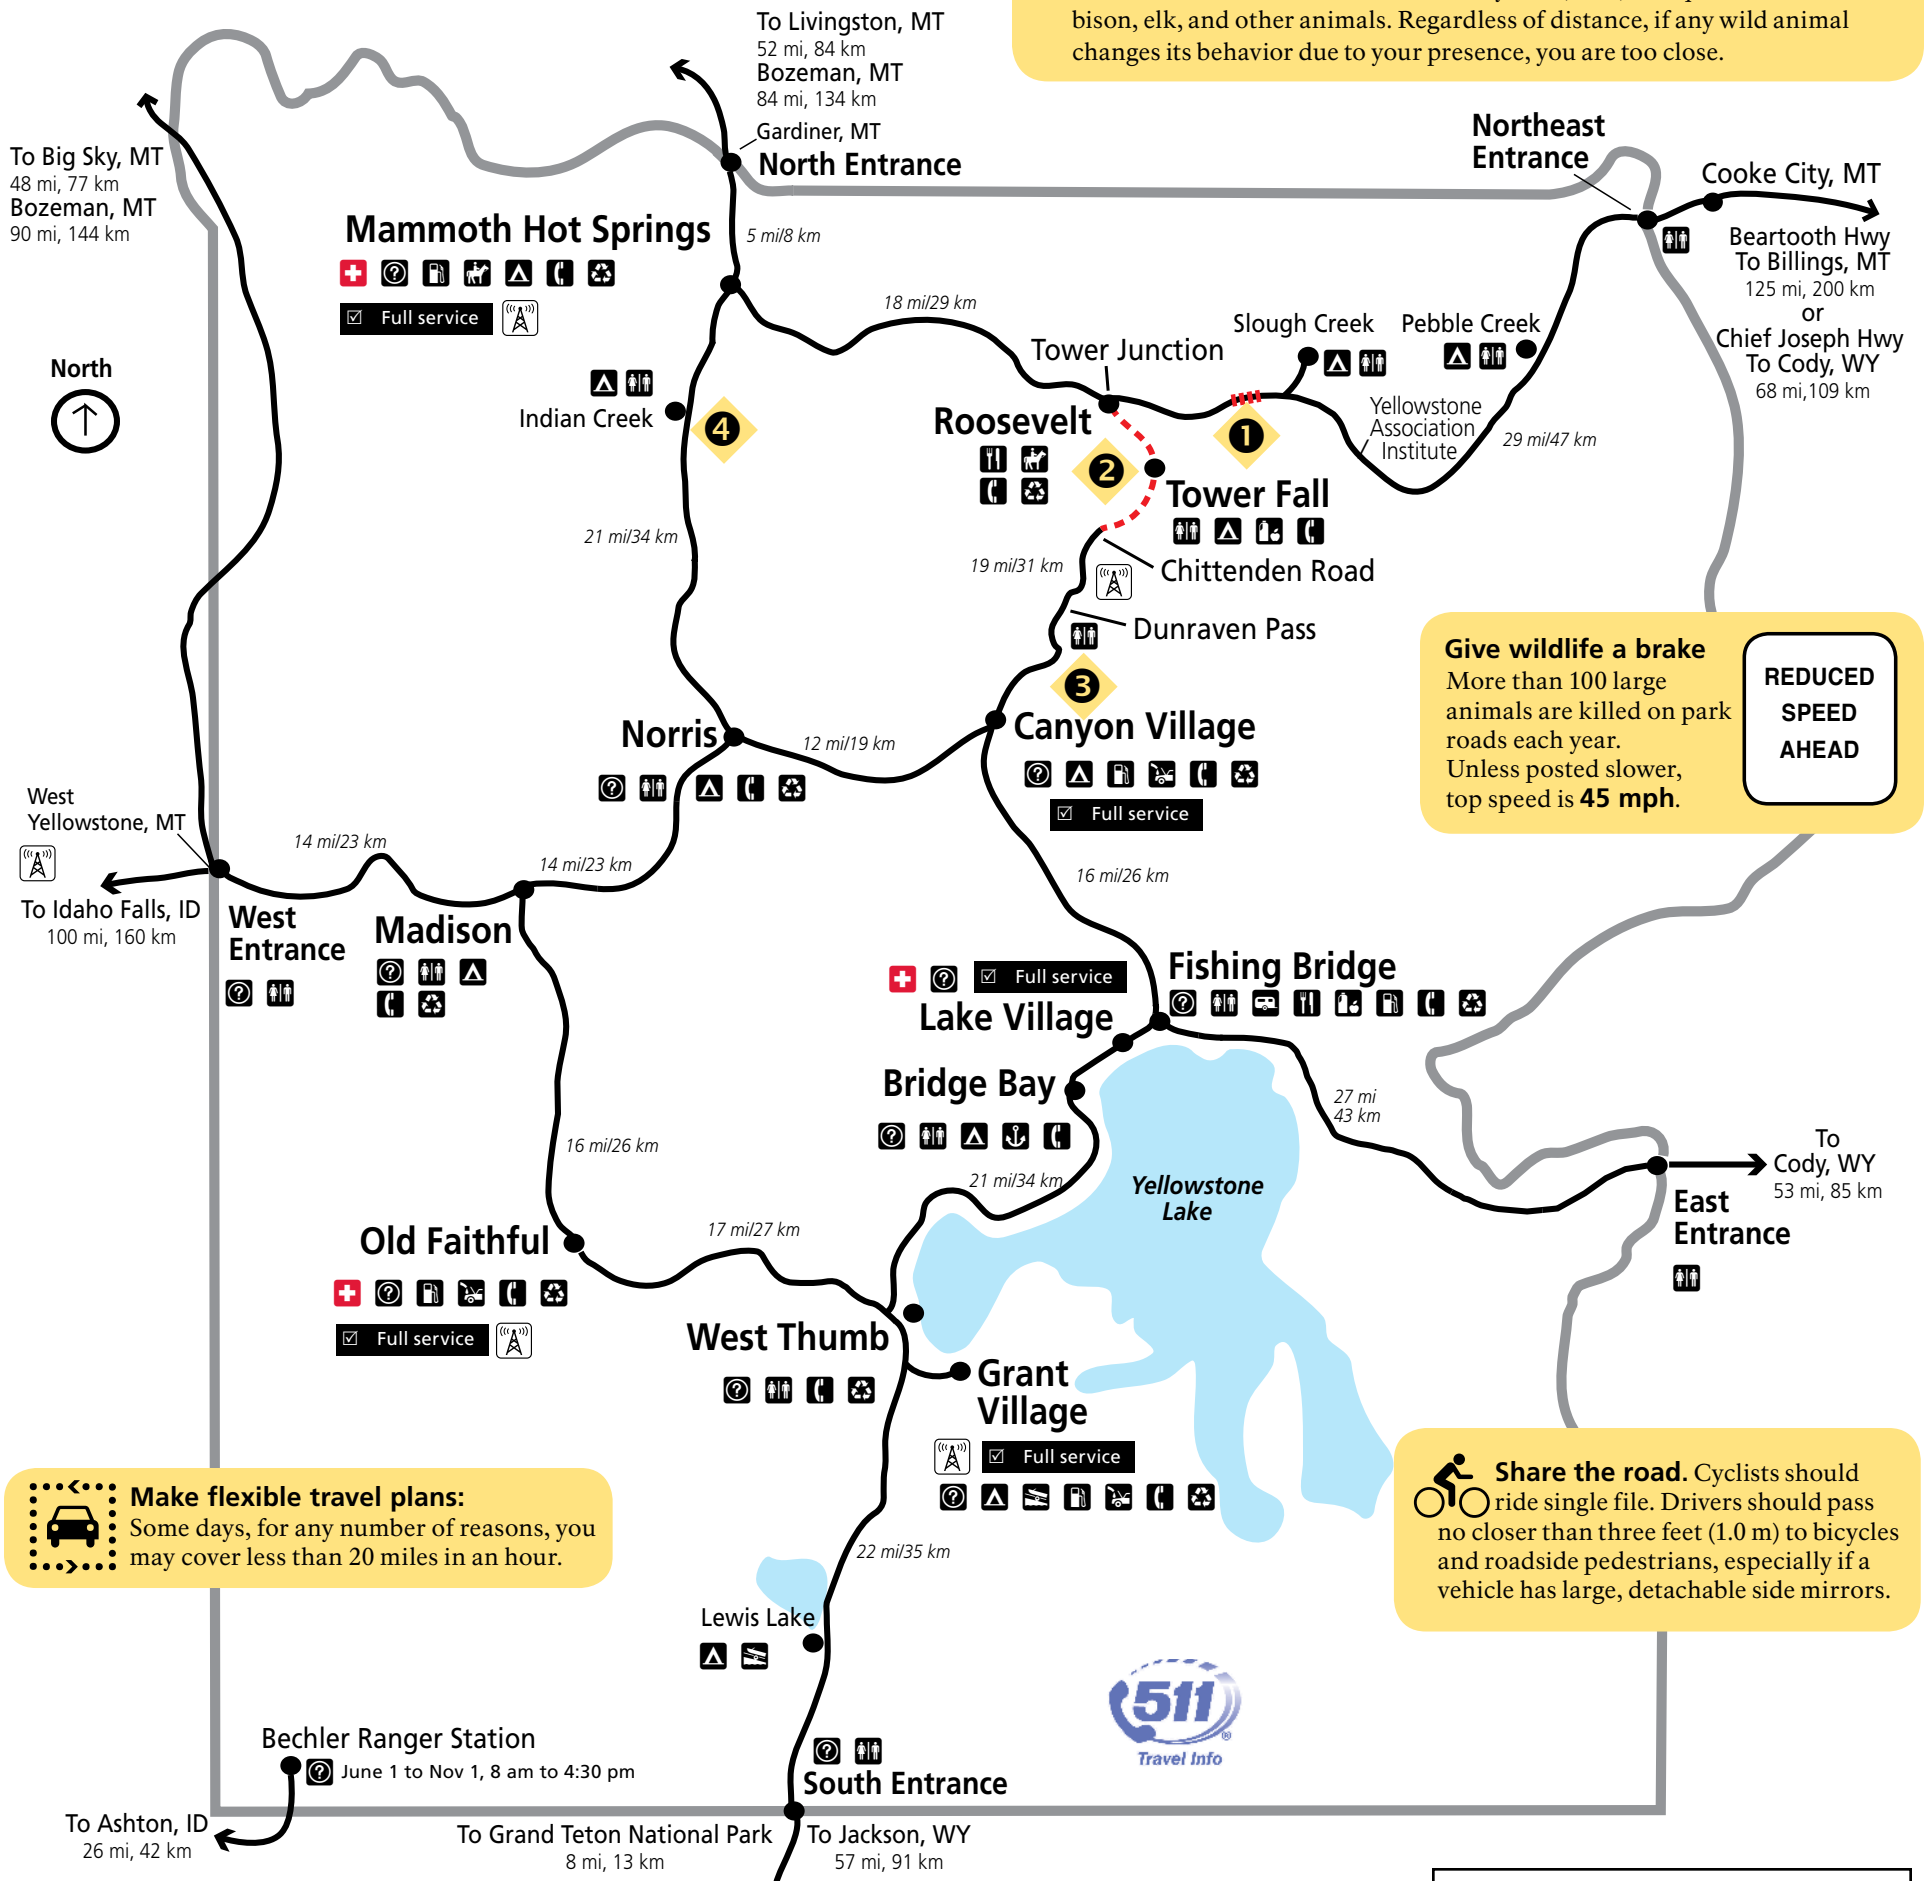 bison, elk, and other animals. Regardless of distance, if any wild animal
changes its behavior due to your presence, you are too close.
To Livingston, MT
52 mi, 84 km
Bozeman, MT
84 mi, 134 km
Gardiner, MT
North Entrance
To Big Sky, MT
48 mi, 77 km
Bozeman, MT
90 mi, 144 km
Northeast
Entrance
Cooke City, MT
Beartooth Hwy
To Billings, MT
125 mi, 200 km
or
Chief Joseph Hwy
To Cody, WY
68 mi,109 km
Mammoth Hot Springs
Full service
5 mi/8 km
18 mi/29 km
North
Indian Creek
4
Tower Junction
Slough Creek
Pebble Creek
Roosevelt
1
2
Yellowstone
Association
Institute
29 mi/47 km
Tower Fall
21 mi/34 km
19 mi/31 km
Chittenden Road
Dunraven Pass
3
Give wildlife a brake
More than 100 large
animals are killed on park
roads each year.
Unless posted slower,
top speed is 45 mph.
REDUCED
SPEED
AHEAD
Norris
12 mi/19 km
Canyon Village
Full service
West
Yellowstone, MT
14 mi/23 km
14 mi/23 km
16 mi/26 km
To Idaho Falls, ID
100 mi, 160 km
West
Entrance
Madison
Full service
Lake Village
Fishing Bridge
Bridge Bay
27 mi
43 km
16 mi/26 km
21 mi/34 km
Yellowstone
Lake
To
Cody, WY
53 mi, 85 km
East
Entrance
Old Faithful
Full service
17 mi/27 km
West Thumb
Grant
Village
Full service
Make flexible travel plans:
Some days, for any number of reasons, you
may cover less than 20 miles in an hour.
Share the road. Cyclists should
ride single file. Drivers should pass
no closer than three feet (1.0 m) to bicycles
and roadside pedestrians, especially if a
vehicle has large, detachable side mirrors.
22 mi/35 km
Lewis Lake
511
®
Travel Info
Bechler Ranger Station
June 1 to Nov 1, 8 am to 4:30 pm
South Entrance
To Ashton, ID
26 mi, 42 km
To Grand Teton National Park
8 mi, 13 km
To Jackson, WY
57 mi, 91 km